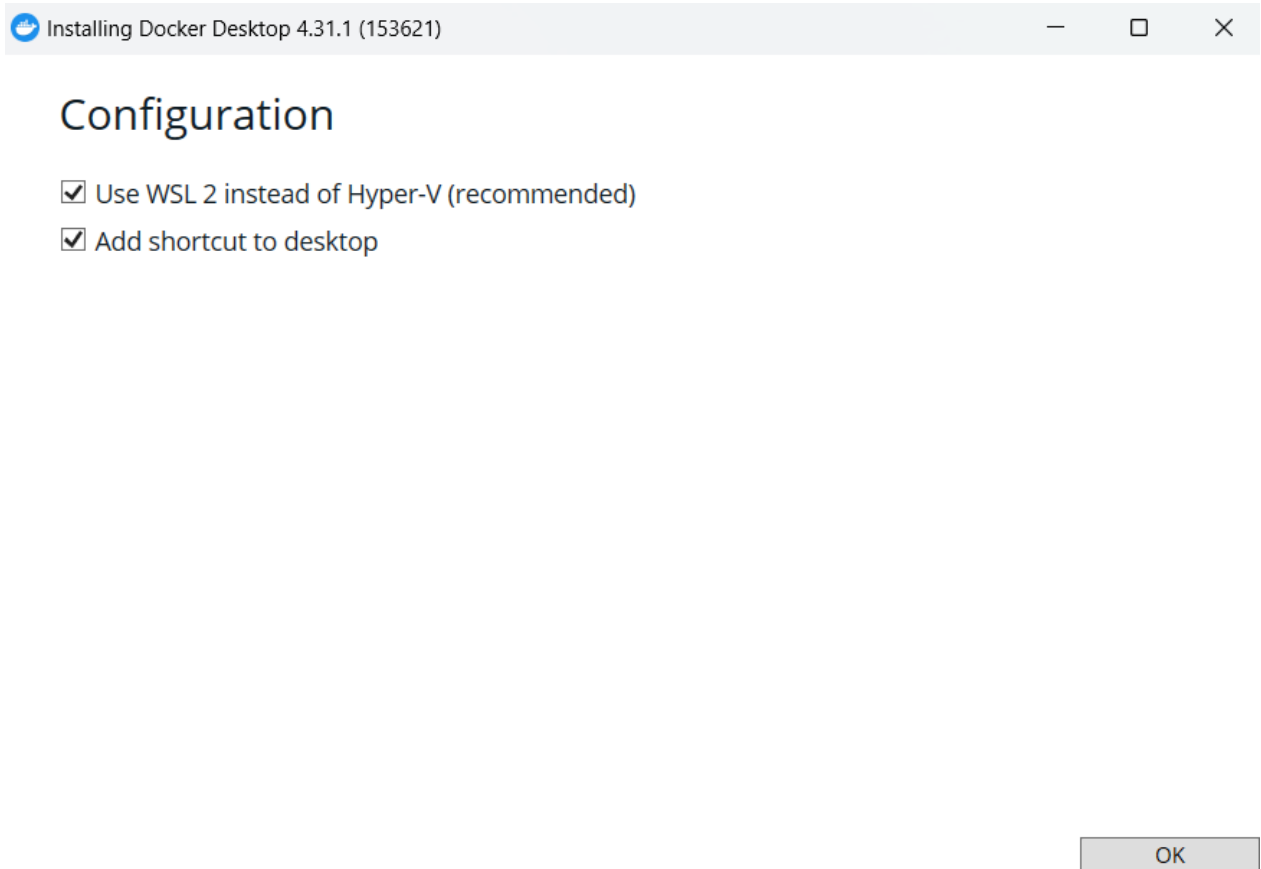 Installing Docker Desktop 4.31.1 (153621)
Configuration
Use WSL 2 instead of Hyper-V (recommended)
Add shortcut to desktop
OK